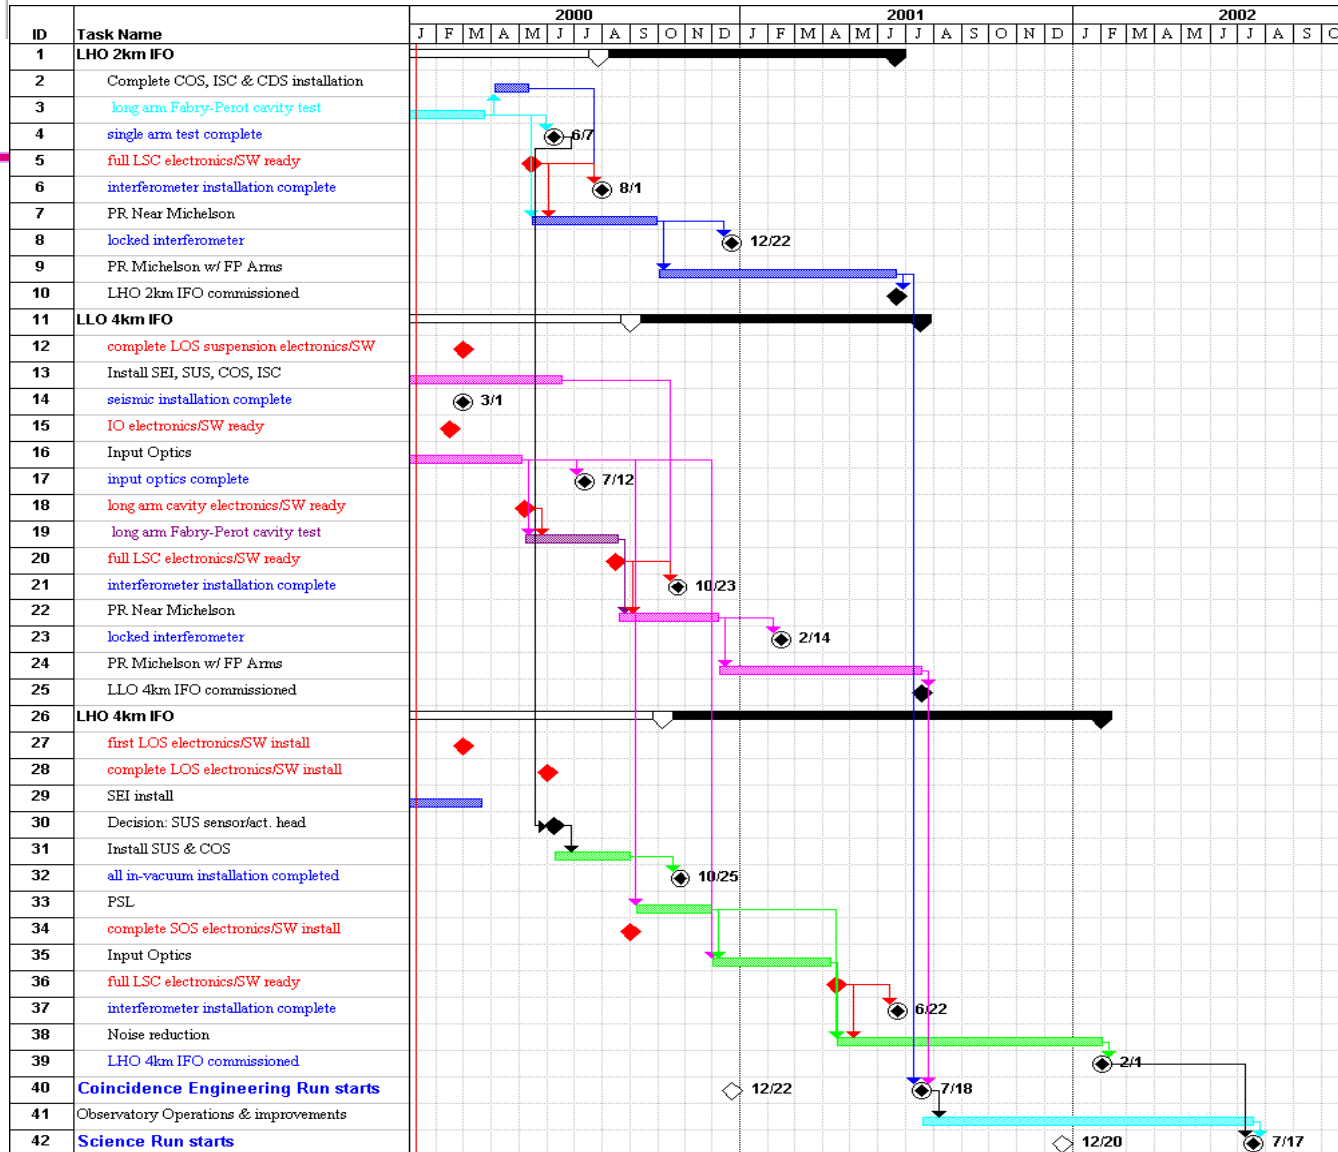 2000 2001 2002
ID Task Name J F M A M J J A S O N D J F M A M J J A S O N D J F M A M J J A S O
1 LHO 2km IFO
2 Complete COS, ISC & CDS installation
3 long arm Fabry-Perot cavity test
4 single arm test complete 6/7
5 full LSC electronics/SW ready
6 interferometer installation complete 8/1
7 PR Near Michelson
8 locked interferometer 12/22
9 PR Michelson w/ FP Arms
10 LHO 2km IFO commissioned
11 LLO 4km IFO
12 complete LOS suspension electronics/SW
13 Install SEI, SUS, COS, ISC
14 seismic installation complete 3/1
15 IO electronics/SW ready
16 Input Optics
17 input optics complete 7/12
18 long arm cavity electronics/SW ready
19 long arm Fabry-Perot cavity test
20 full LSC electronics/SW ready
21 interferometer installation complete 10/23
22 PR Near Michelson
23 locked interferometer 2/14
24 PR Michelson w/ FP Arms
25 LLO 4km IFO commissioned
26 LHO 4km IFO
27 first LOS electronics/SW install
28 complete LOS electronics/SW install
29 SEI install
30 Decision: SUS sensor/act. head
31 Install SUS & COS
32 all in-vacuum installation completed 10/25
33 PSL
34 complete SOS electronics/SW install
35 Input Optics
36 full LSC electronics/SW ready
37 interferometer installation complete 6/22
38 Noise reduction
39 LHO 4km IFO commissioned 2/1
40 Coincidence Engineering Run starts 12/22 7/18
41 Observatory Operations & improvements
42 Science Run starts 12/20 7/17